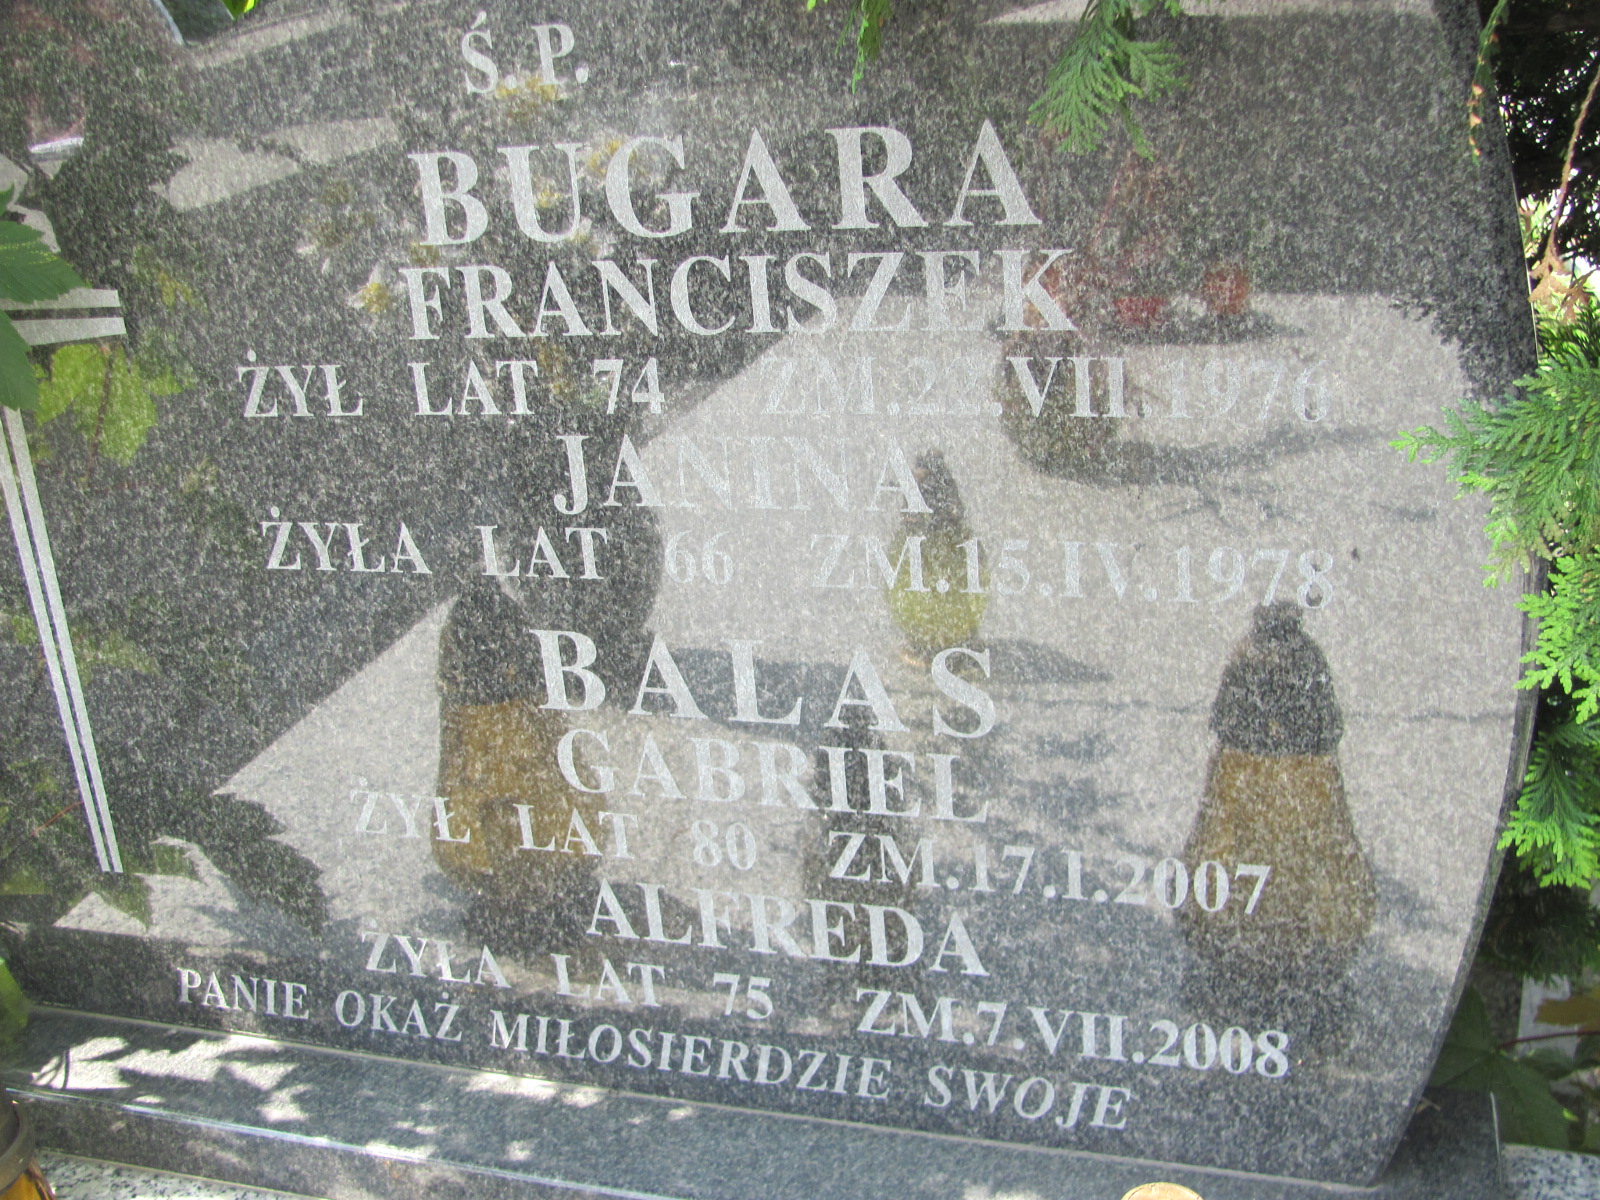 Ś.P.
BUGARA
FRANCISZEK
ŻYŁ LAT 74 ZM.22.VII.1976
JANINA
ŻYŁA LAT 66 ZM.15.IV.1978
BALAS
GABRIEL
ŻYŁ LAT 80 ZM.17.I.2007
ALFREDA
ŻYŁA LAT 75 ZM.7.VII.2008
PANIE OKAŻ MIŁOSIERDZIE SWOJE